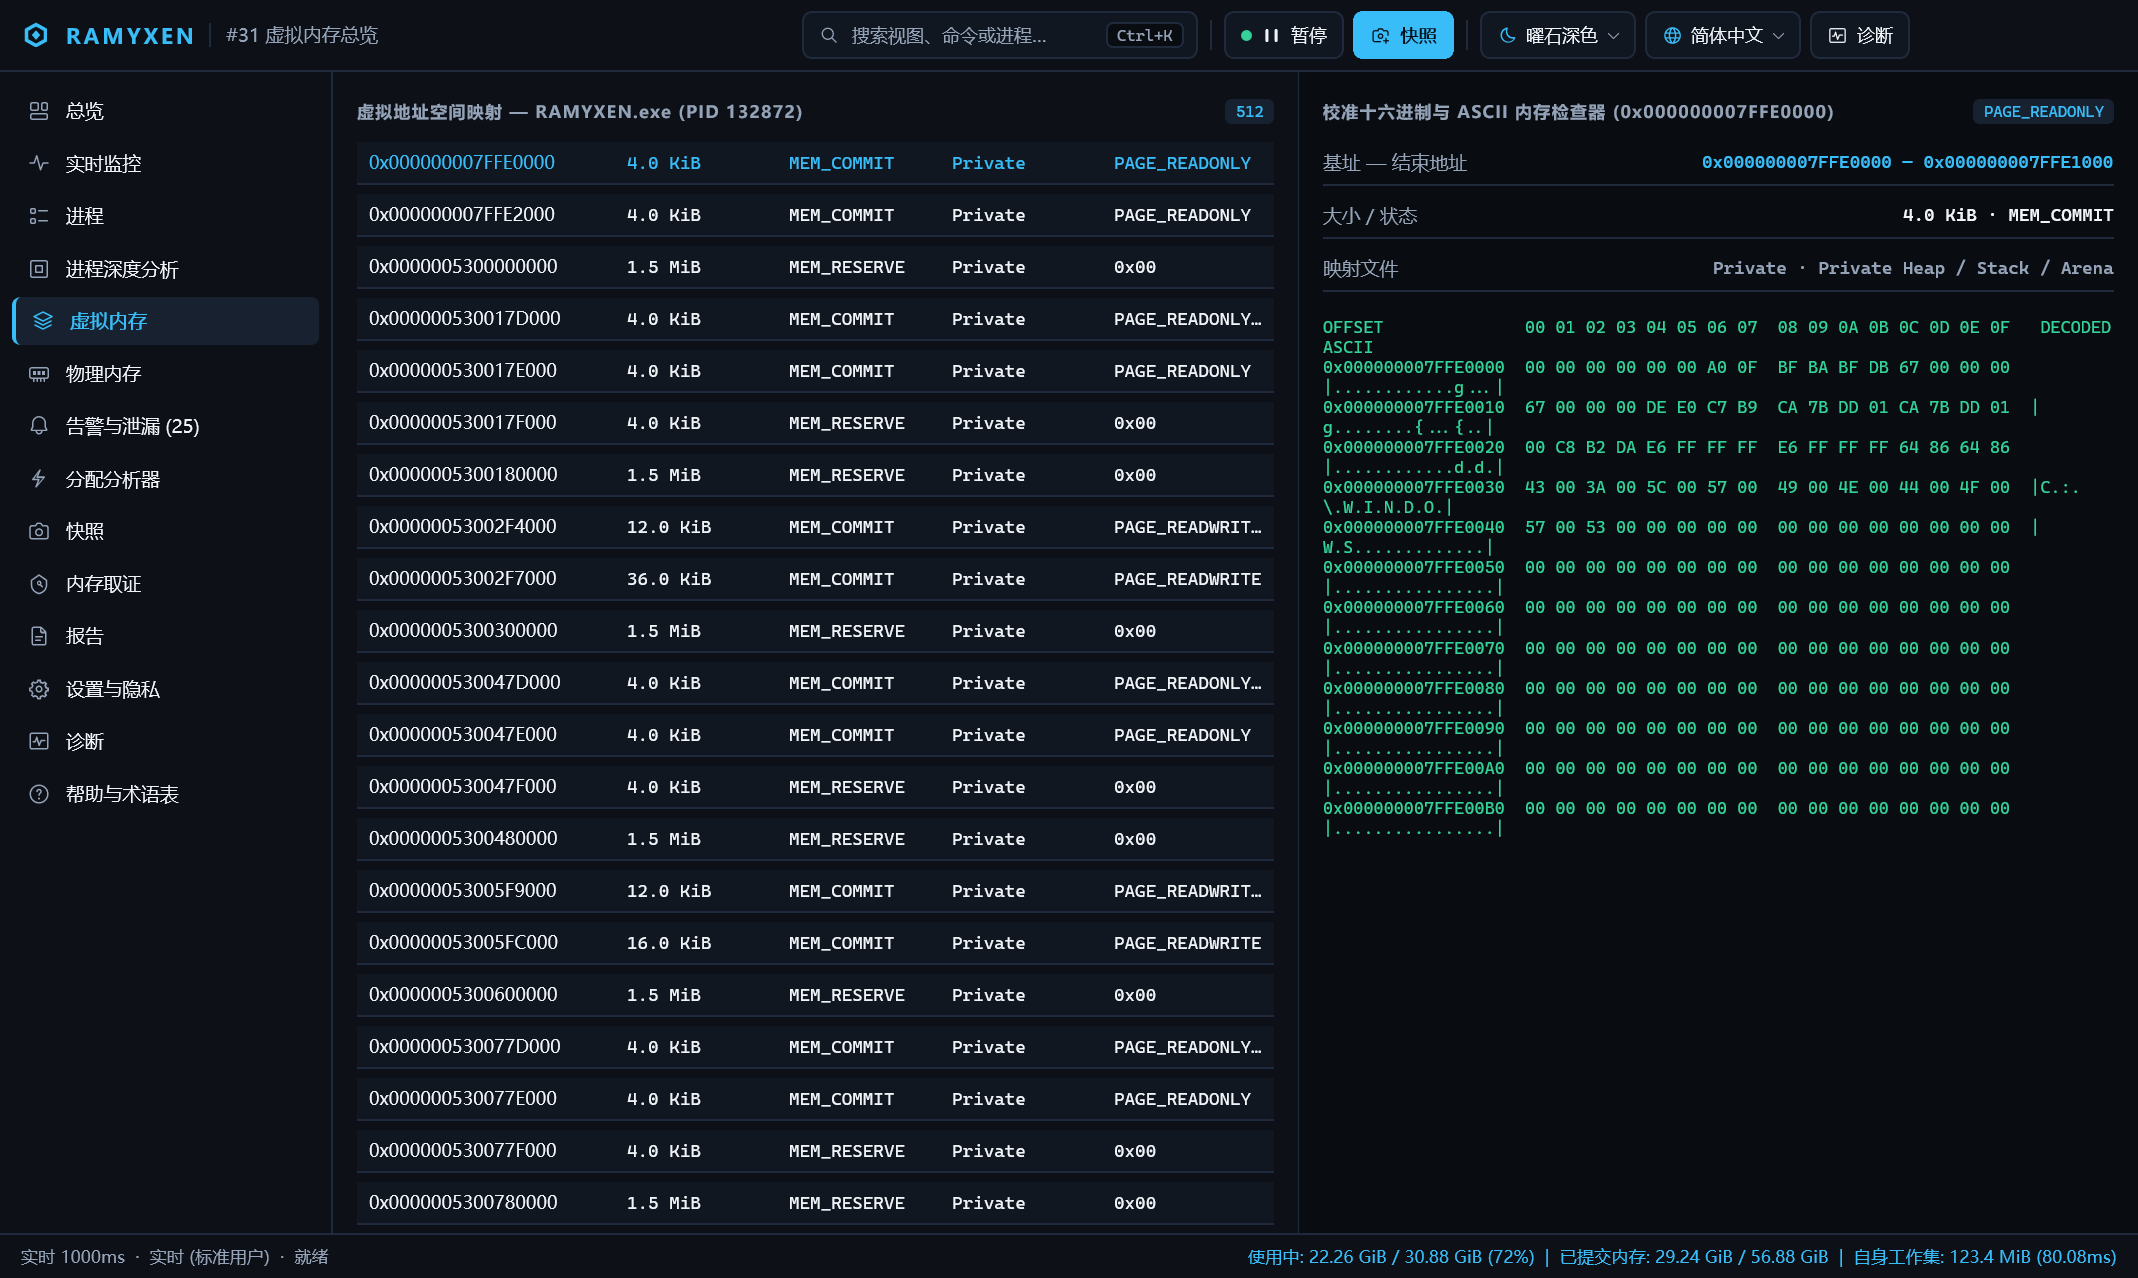 RAMYXEN
#31 虚拟内存总览
搜索视图、命令或进程...
Ctrl+K
暂停
快照
曜石深色
简体中文
诊断
总览
实时监控
进程
进程深度分析
虚拟内存
物理内存
告警与泄漏 (25)
分配分析器
快照
内存取证
报告
设置与隐私
诊断
帮助与术语表
虚拟地址空间映射 — RAMYXEN.exe (PID 132872)
512
0x000000007FFE0000 4.0 KiB MEM_COMMIT Private PAGE_READONLY
0x000000007FFE2000 4.0 KiB MEM_COMMIT Private PAGE_READONLY
0x0000005300000000 1.5 MiB MEM_RESERVE Private 0x00
0x000000530017D000 4.0 KiB MEM_COMMIT Private PAGE_READONLY…
0x000000530017E000 4.0 KiB MEM_COMMIT Private PAGE_READONLY
0x000000530017F000 4.0 KiB MEM_RESERVE Private 0x00
0x0000005300180000 1.5 MiB MEM_RESERVE Private 0x00
0x00000053002F4000 12.0 KiB MEM_COMMIT Private PAGE_READWRIT…
0x00000053002F7000 36.0 KiB MEM_COMMIT Private PAGE_READWRITE
0x0000005300300000 1.5 MiB MEM_RESERVE Private 0x00
0x000000530047D000 4.0 KiB MEM_COMMIT Private PAGE_READONLY…
0x000000530047E000 4.0 KiB MEM_COMMIT Private PAGE_READONLY
0x000000530047F000 4.0 KiB MEM_RESERVE Private 0x00
0x0000005300480000 1.5 MiB MEM_RESERVE Private 0x00
0x00000053005F9000 12.0 KiB MEM_COMMIT Private PAGE_READWRIT…
0x00000053005FC000 16.0 KiB MEM_COMMIT Private PAGE_READWRITE
0x0000005300600000 1.5 MiB MEM_RESERVE Private 0x00
0x000000530077D000 4.0 KiB MEM_COMMIT Private PAGE_READONLY…
0x000000530077E000 4.0 KiB MEM_COMMIT Private PAGE_READONLY
0x000000530077F000 4.0 KiB MEM_RESERVE Private 0x00
0x0000005300780000 1.5 MiB MEM_RESERVE Private 0x00
校准十六进制与 ASCII 内存检查器 (0x000000007FFE0000)
PAGE_READONLY
基址 — 结束地址 0x000000007FFE0000 — 0x000000007FFE1000
大小 / 状态 4.0 KiB · MEM_COMMIT
映射文件 Private · Private Heap / Stack / Arena
OFFSET 00 01 02 03 04 05 06 07 08 09 0A 0B 0C 0D 0E 0F DECODED
ASCII
0x000000007FFE0000 00 00 00 00 00 00 A0 0F BF BA BF DB 67 00 00 00
|............g...|
0x000000007FFE0010 67 00 00 00 DE E0 C7 B9 CA 7B DD 01 CA 7B DD 01 |
g........{...{..|
0x000000007FFE0020 00 C8 B2 DA E6 FF FF FF E6 FF FF FF 64 86 64 86
|............d.d.|
0x000000007FFE0030 43 00 3A 00 5C 00 57 00 49 00 4E 00 44 00 4F 00 |C.:.
\.W.I.N.D.O.|
0x000000007FFE0040 57 00 53 00 00 00 00 00 00 00 00 00 00 00 00 00 |
W.S.............|
0x000000007FFE0050 00 00 00 00 00 00 00 00 00 00 00 00 00 00 00 00
|................|
0x000000007FFE0060 00 00 00 00 00 00 00 00 00 00 00 00 00 00 00 00
|................|
0x000000007FFE0070 00 00 00 00 00 00 00 00 00 00 00 00 00 00 00 00
|................|
0x000000007FFE0080 00 00 00 00 00 00 00 00 00 00 00 00 00 00 00 00
|................|
0x000000007FFE0090 00 00 00 00 00 00 00 00 00 00 00 00 00 00 00 00
|................|
0x000000007FFE00A0 00 00 00 00 00 00 00 00 00 00 00 00 00 00 00 00
|................|
0x000000007FFE00B0 00 00 00 00 00 00 00 00 00 00 00 00 00 00 00 00
|................|
实时 1000ms · 实时 (标准用户) · 就绪
使用中: 22.26 GiB / 30.88 GiB (72%) | 已提交内存: 29.24 GiB / 56.88 GiB | 自身工作集: 123.4 MiB (80.08ms)